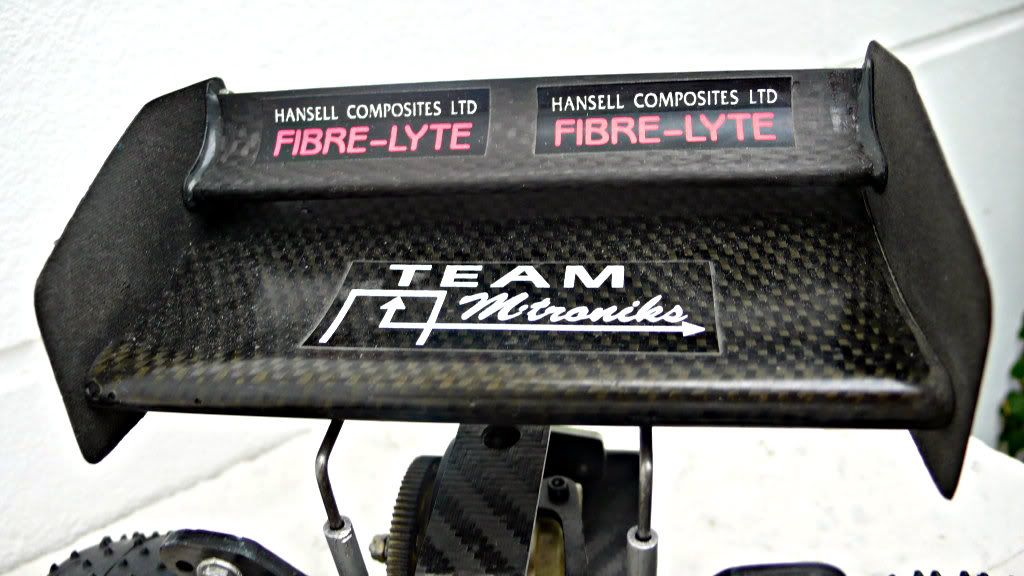 HANSELL COMPOSITES LTD
FIBRE-LYTE
HANSELL COMPOSITES LTD
FIBRE-LYTE
TEAM
M·troniks